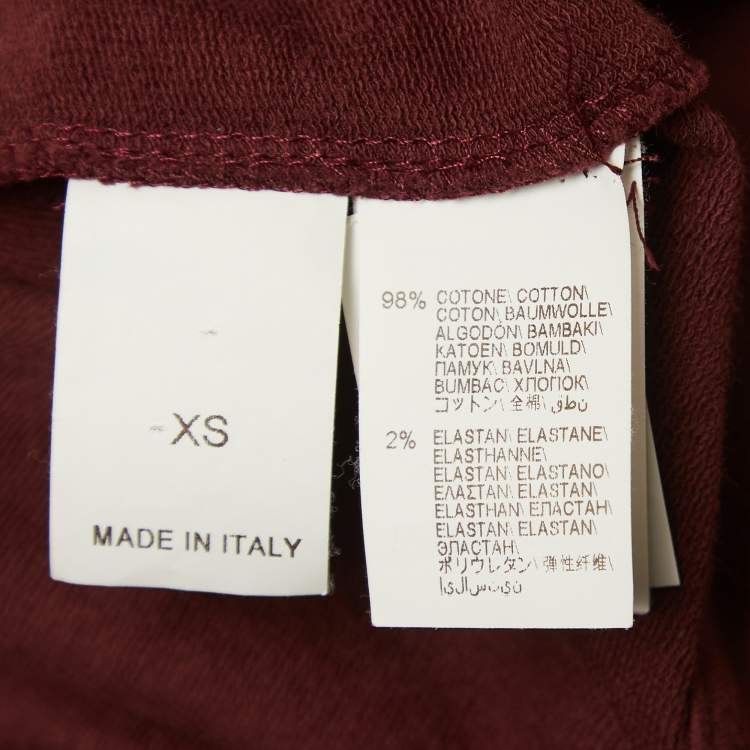 XS
MADE IN ITALY
98% COTONE\ COTTON\
COTON\ BAUMWOLLE\
ALGODÓN\ BAMBAKI\
KATOEN\ BOMULD\
ПАМУК\ BAVLNA\
BUMBAC\ ХЛОПОК\
コットン\ 全棉\ قطن
2% ELASTAN\ ELASTANE\
ELASTHANNE\
ELASTAN\ ELASTANO\
ΕΛΑΣΤΑΝ\ ELASTAN\
ELASTHAN\ ЕЛАСТАН\
ELASTAN\ ELASTAN\
ЭЛАСТАН\
ポリウレタン\ 弹性纤维\
إيلاستين\